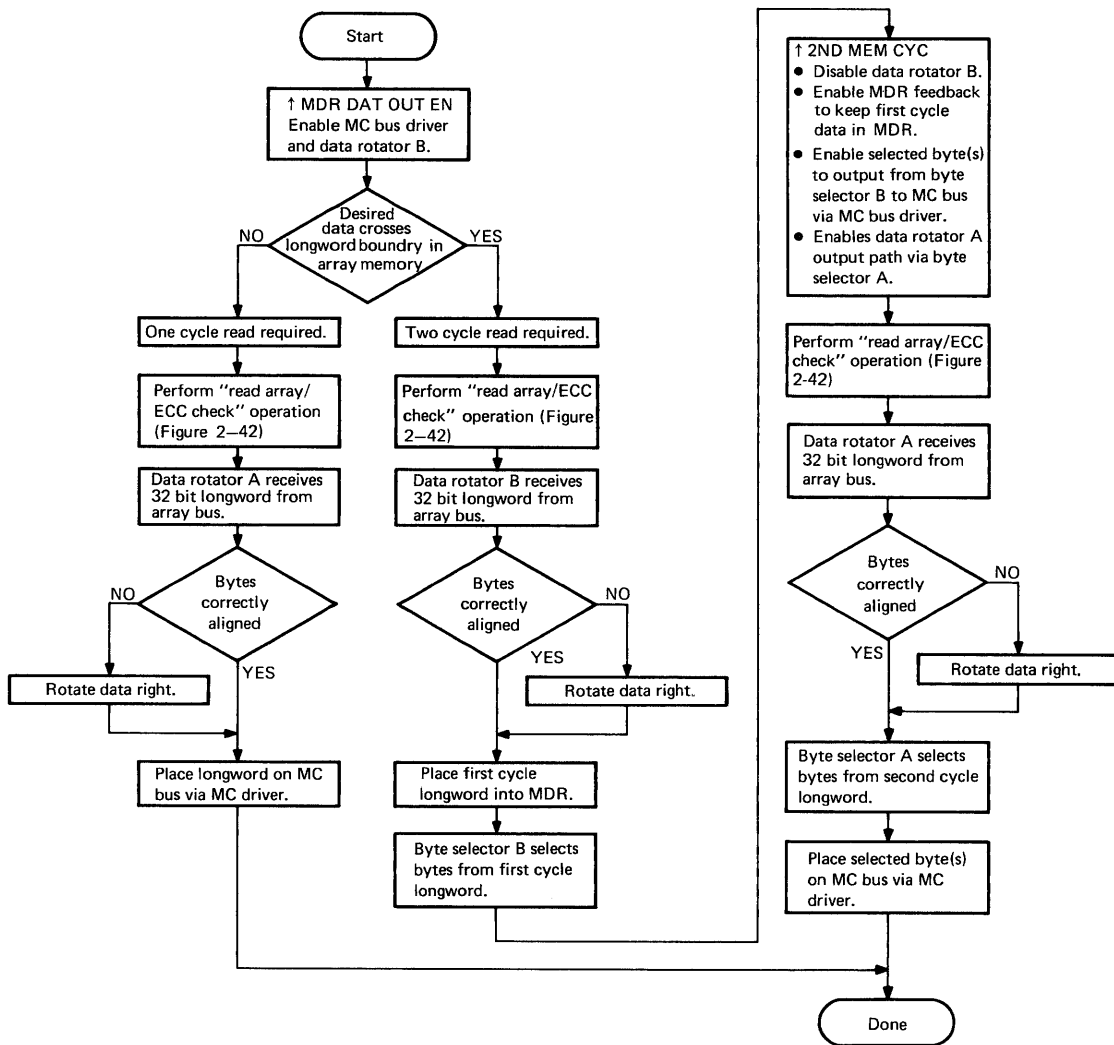 Start
↑ MDR DAT OUT EN
Enable MC bus driver
and data rotator B.
Desired
data crosses
longword boundry in
array memory
NO
YES
One cycle read required.
Perform "read array/
ECC check" operation
(Figure 2–42)
Data rotator A receives
32 bit longword from
array bus.
Bytes
correctly
aligned
NO
YES
Rotate data right.
Place longword on MC
bus via MC driver.
Two cycle read required.
Perform "read array/ECC
check" operation (Figure
2–42)
Data rotator B receives
32 bit longword from
array bus.
Bytes
correctly
aligned
NO
YES
Rotate data right.
Place first cycle
longword into MDR.
Byte selector B selects
bytes from first cycle
longword.
↑ 2ND MEM CYC
● Disable data rotator B.
● Enable MDR feedback
to keep first cycle
data in MDR.
● Enable selected byte(s)
to output from byte
selector B to MC bus
via MC bus driver.
● Enables data rotator A
output path via byte
selector A.
Perform "read array/ECC
check" operation (Figure
2-42)
Data rotator A receives
32 bit longword from
array bus.
Bytes
correctly
aligned
NO
YES
Rotate data right.
Byte selector A selects
bytes from second cycle
longword.
Place selected byte(s)
on MC bus via MC
driver.
Done